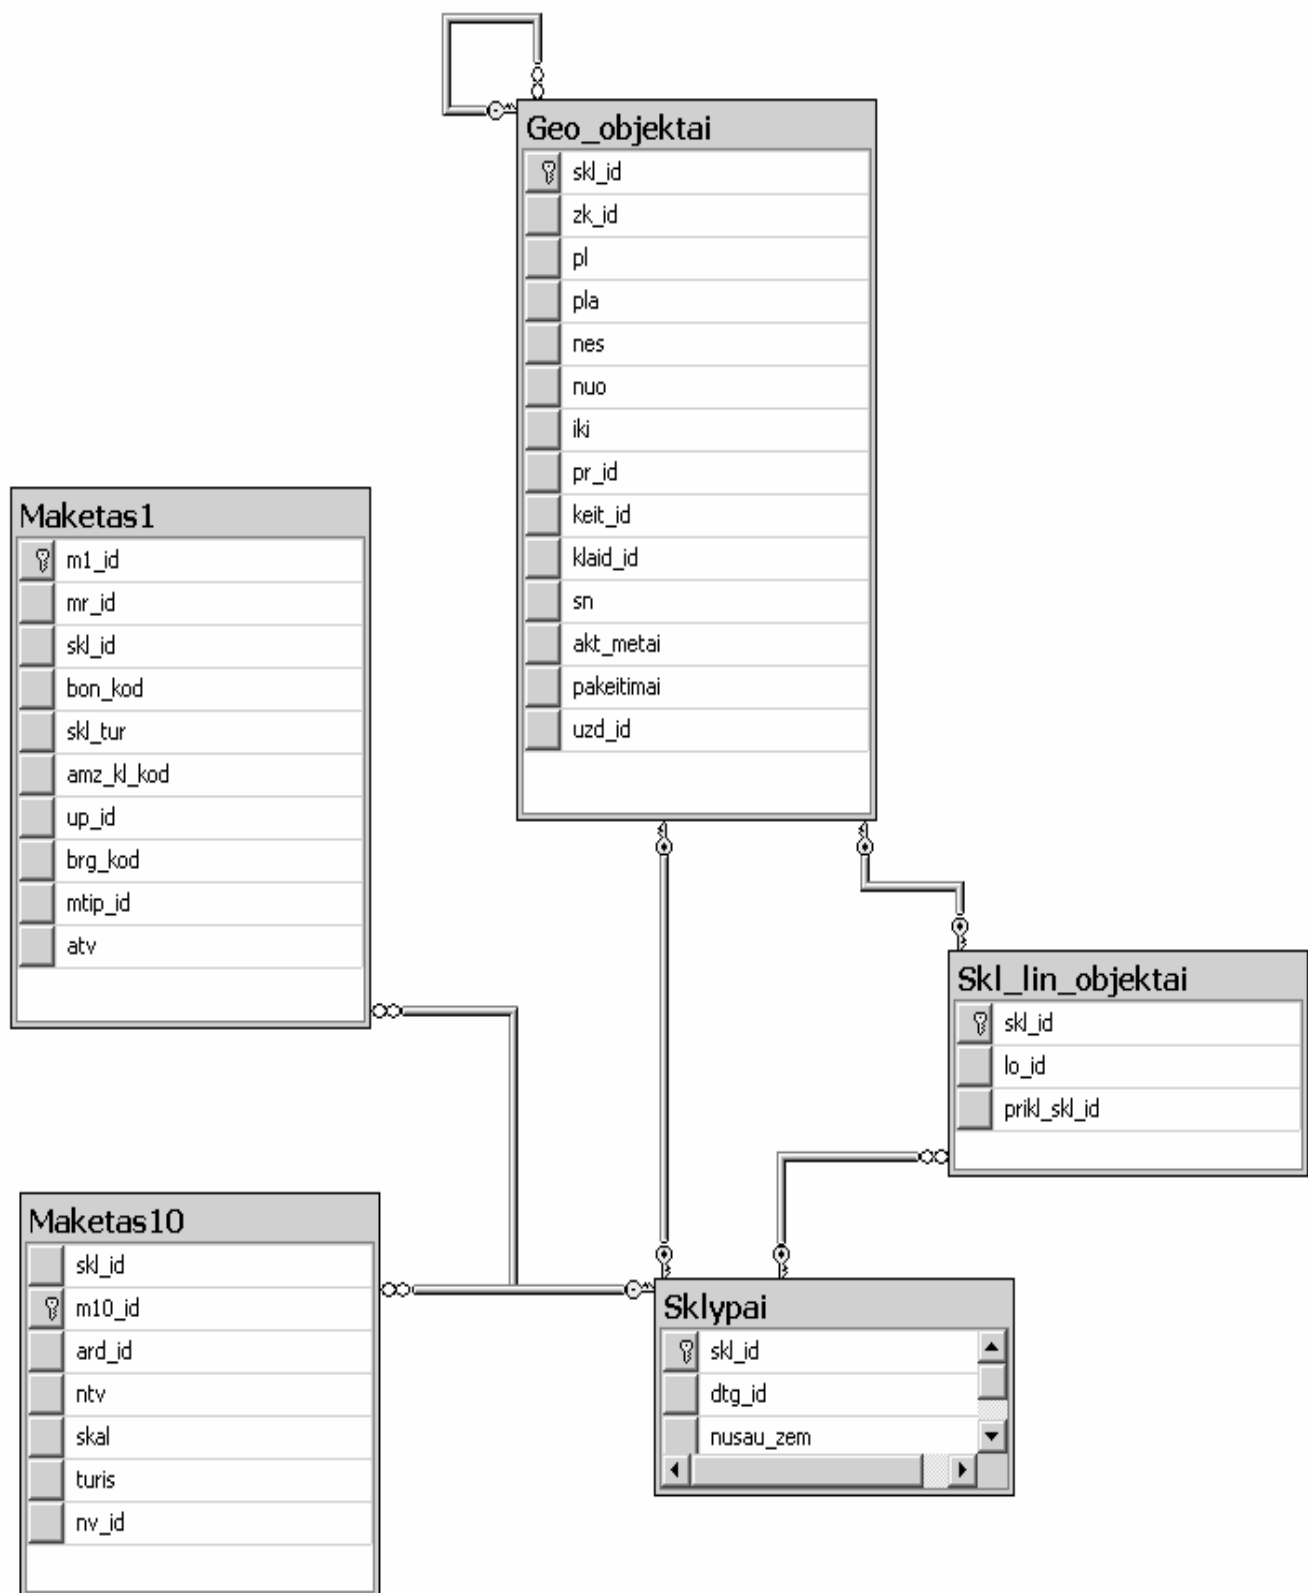 Geo_objektai
skl_id
zk_id
pl
pla
nes
nuo
iki
pr_id
keit_id
klaid_id
sn
akt_metai
pakeitimai
uzd_id
Maketas1
m1_id
mr_id
skl_id
bon_kod
skl_tur
amz_kl_kod
up_id
brg_kod
mtip_id
atv
Skl_lin_objektai
skl_id
lo_id
prikl_skl_id
Maketas10
skl_id
m10_id
ard_id
ntv
skal
turis
nv_id
Sklypai
skl_id
dtg_id
nusau_zem